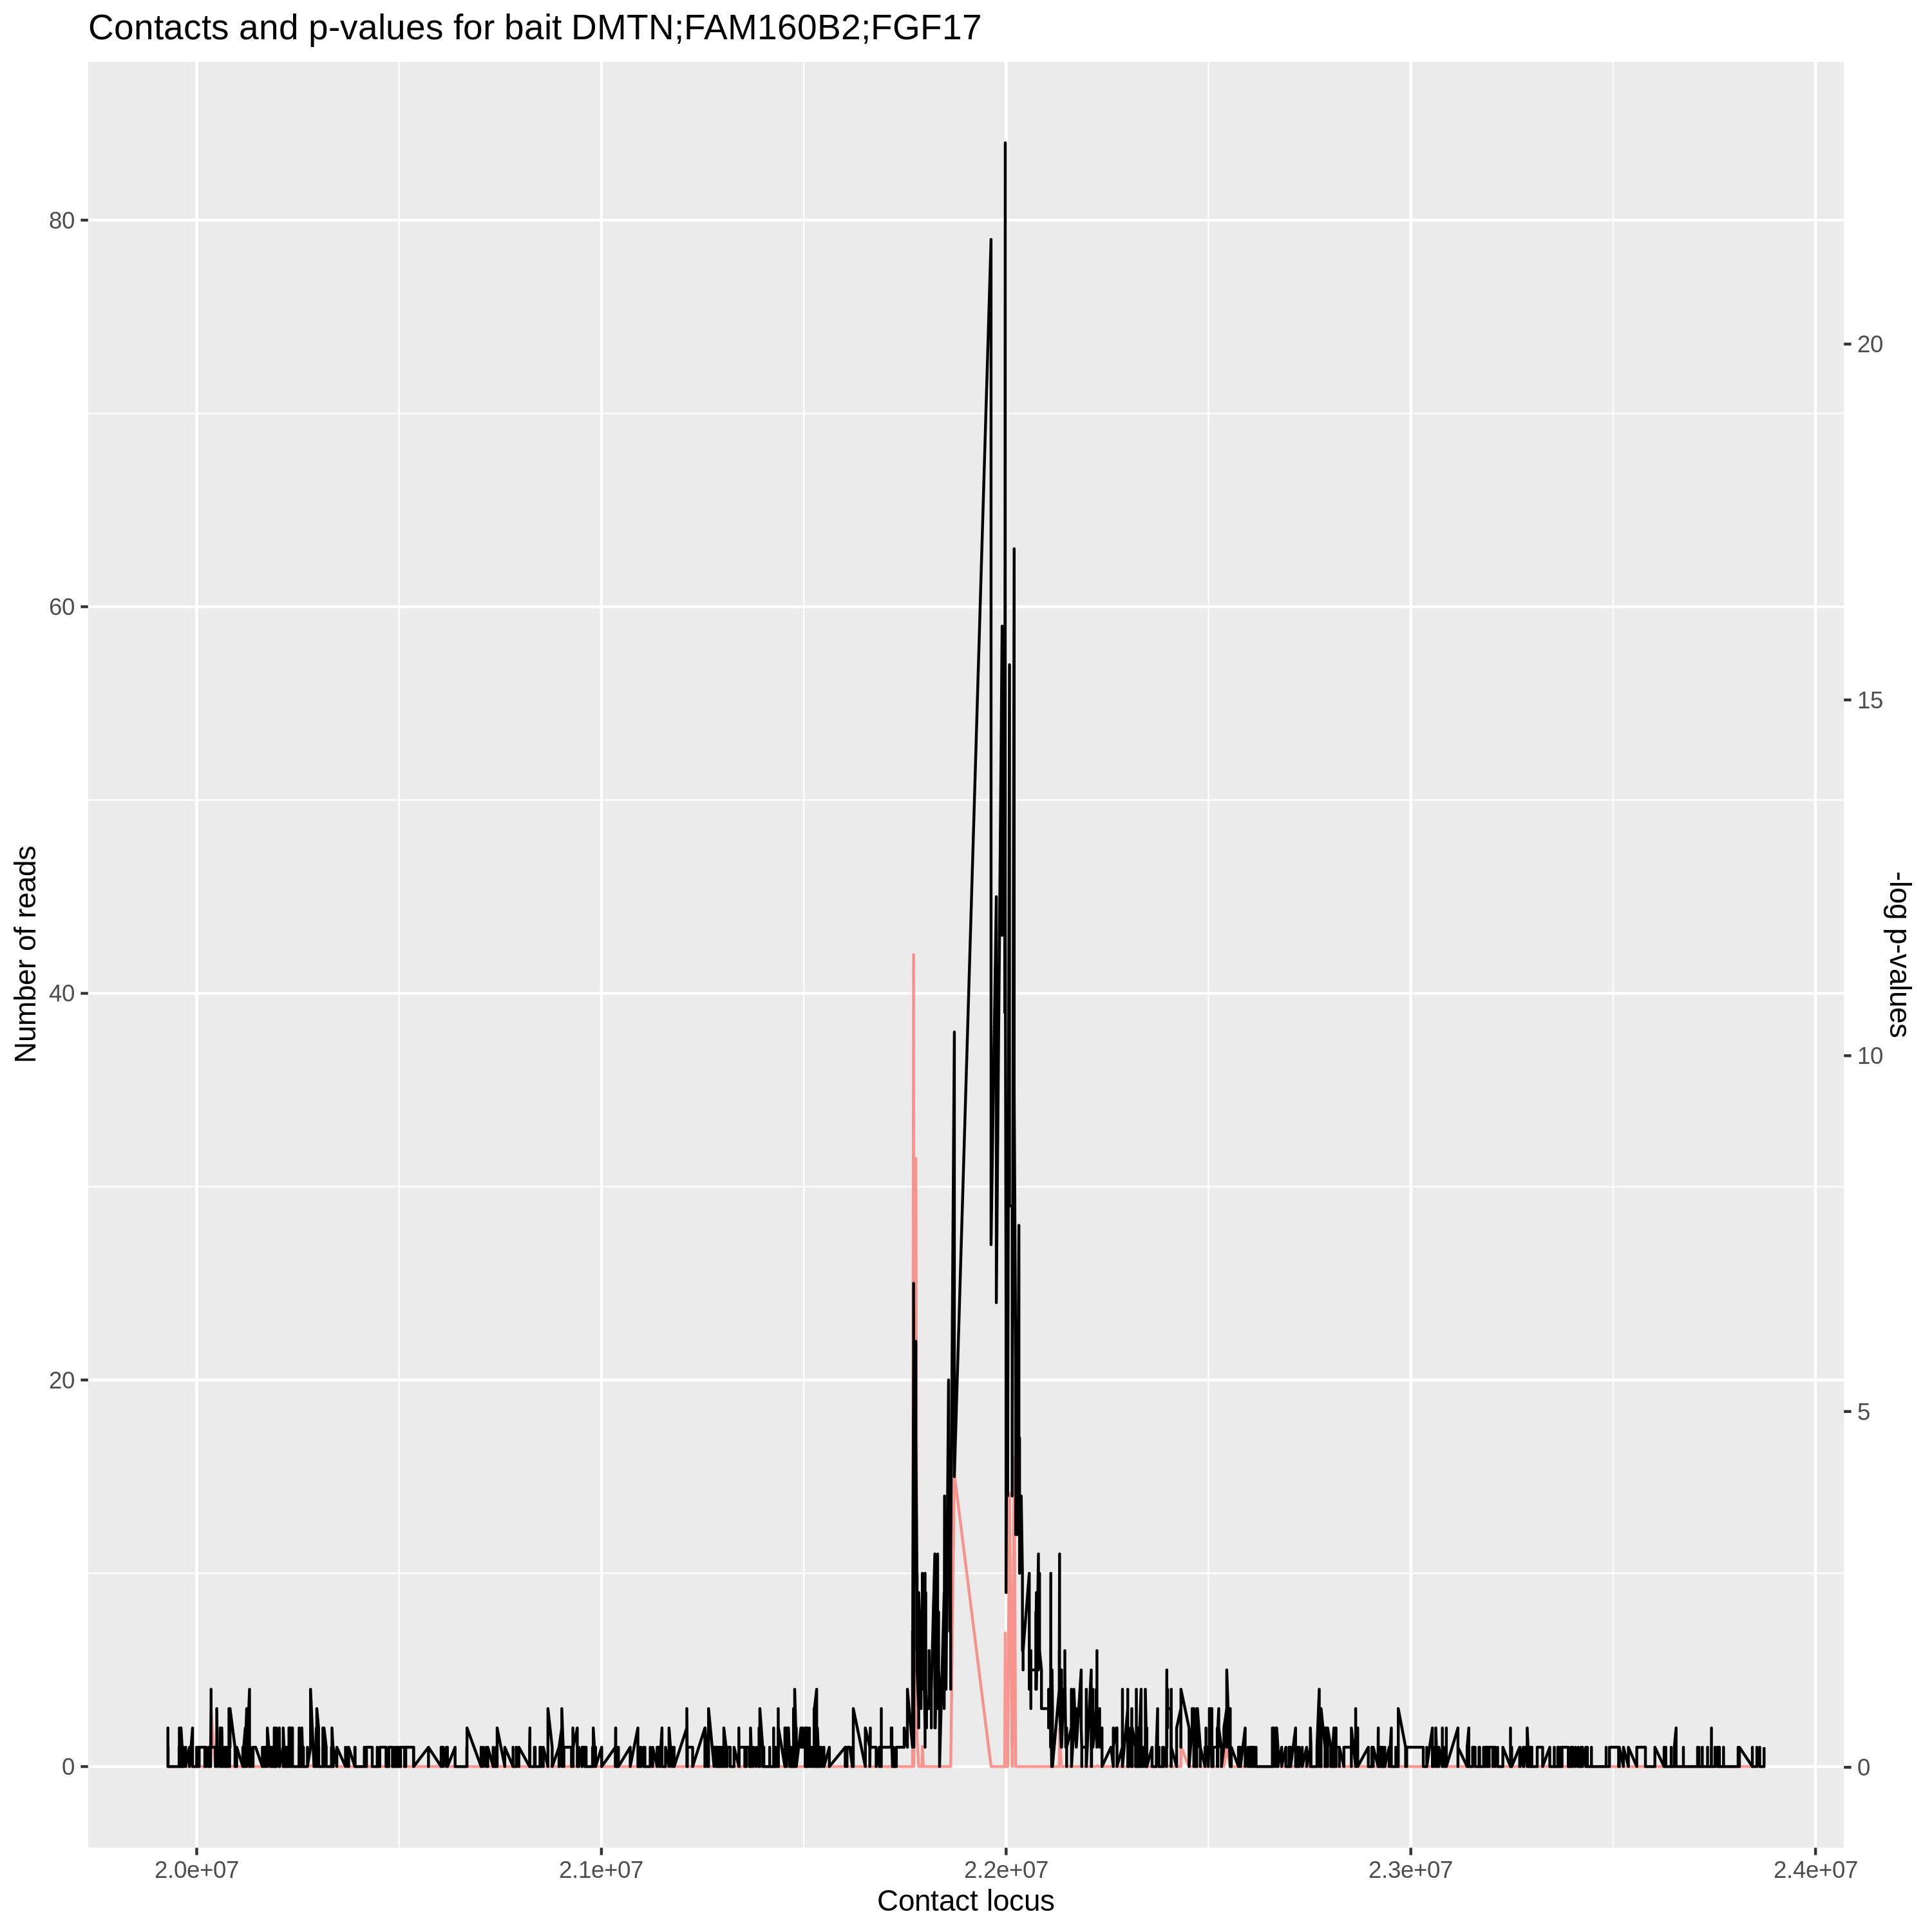 Contacts and p-values for bait DMTN;FAM160B2;FGF17
80
60
40
20
0
Number of reads
20
15
10
5
0
-log p-values
2.0e+07
2.1e+07
2.2e+07
2.3e+07
2.4e+07
Contact locus